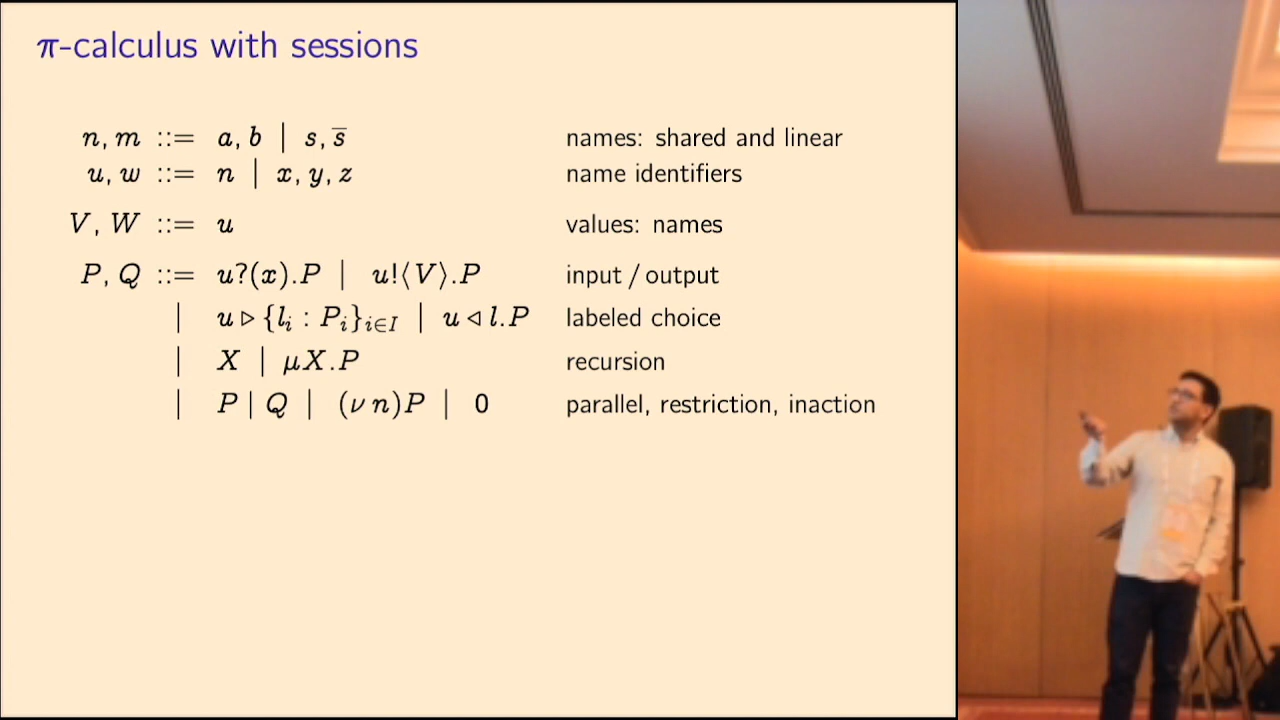 π-calculus with sessions
n, m ::= a, b | s, s̅ names: shared and linear
u, w ::= n | x, y, z name identifiers
V, W ::= u values: names
P, Q ::= u?(x).P | u!⟨V⟩.P input / output
| u ▷ {lᵢ : Pᵢ}ᵢ∈I | u ◁ l.P labeled choice
| X | μX.P recursion
| P | Q | (ν n)P | 0 parallel, restriction, inaction